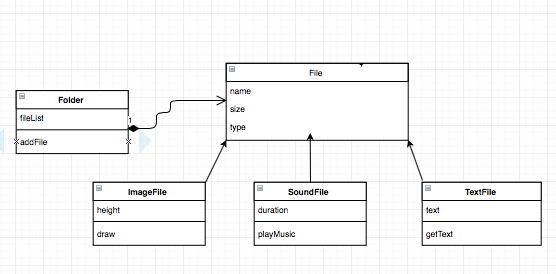 File
name
size
type
Folder
fileList
addFile
1
ImageFile
height
draw
SoundFile
duration
playMusic
TextFile
text
getText